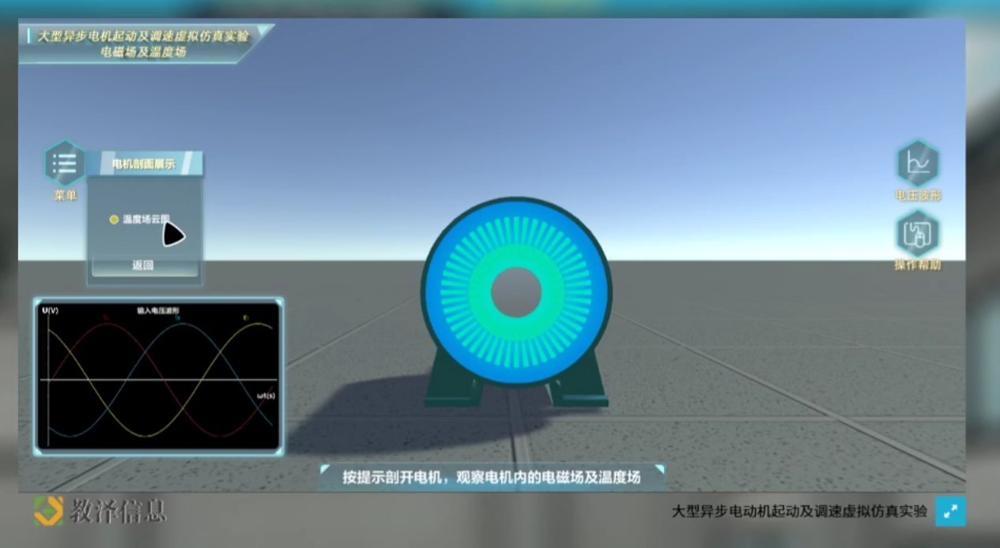 大型异步电机起动及调速虚拟仿真实验
电磁场及温度场
菜单
电机剖面展示
温度场云图
返回
电压波形
操作帮助
U(V)
输入电压波形
ωt(s)
按提示剖开电机，观察电机内的电磁场及温度场
教泽信息
大型异步电动机起动及调速虚拟仿真实验